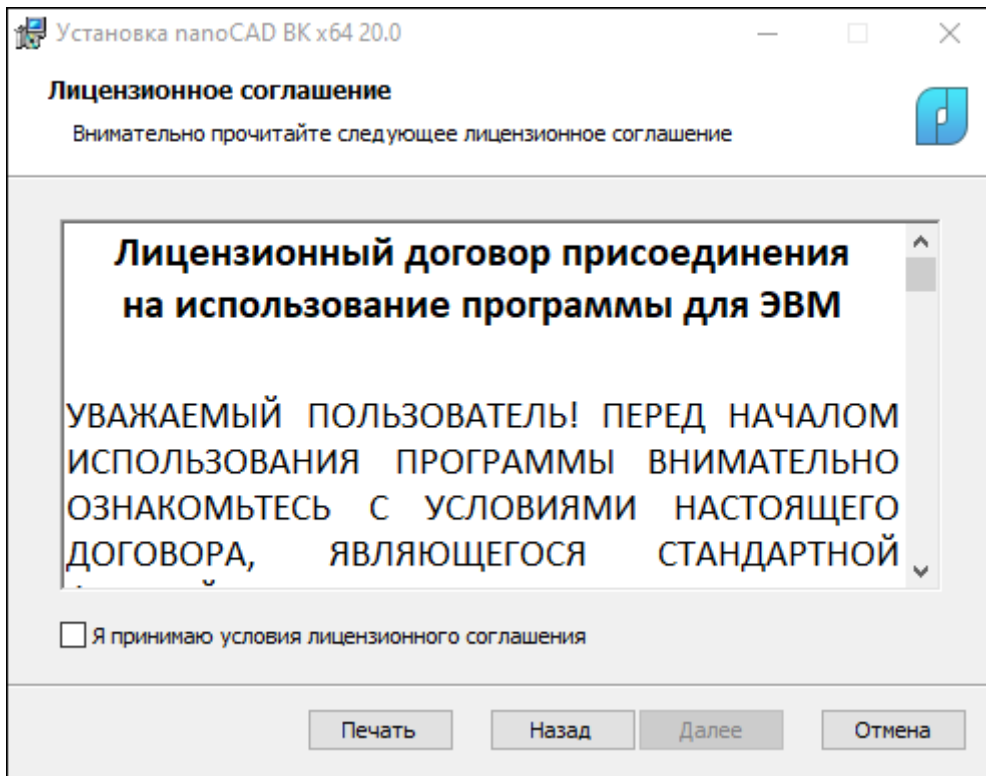 Установка nanoCAD ВК x64 20.0
Лицензионное соглашение
Внимательно прочитайте следующее лицензионное соглашение
Лицензионный договор присоединения
на использование программы для ЭВМ
УВАЖАЕМЫЙ ПОЛЬЗОВАТЕЛЬ! ПЕРЕД НАЧАЛОМ
ИСПОЛЬЗОВАНИЯ ПРОГРАММЫ ВНИМАТЕЛЬНО
ОЗНАКОМЬТЕСЬ С УСЛОВИЯМИ НАСТОЯЩЕГО
ДОГОВОРА, ЯВЛЯЮЩЕГОСЯ СТАНДАРТНОЙ
Я принимаю условия лицензионного соглашения
Печать Назад Далее Отмена